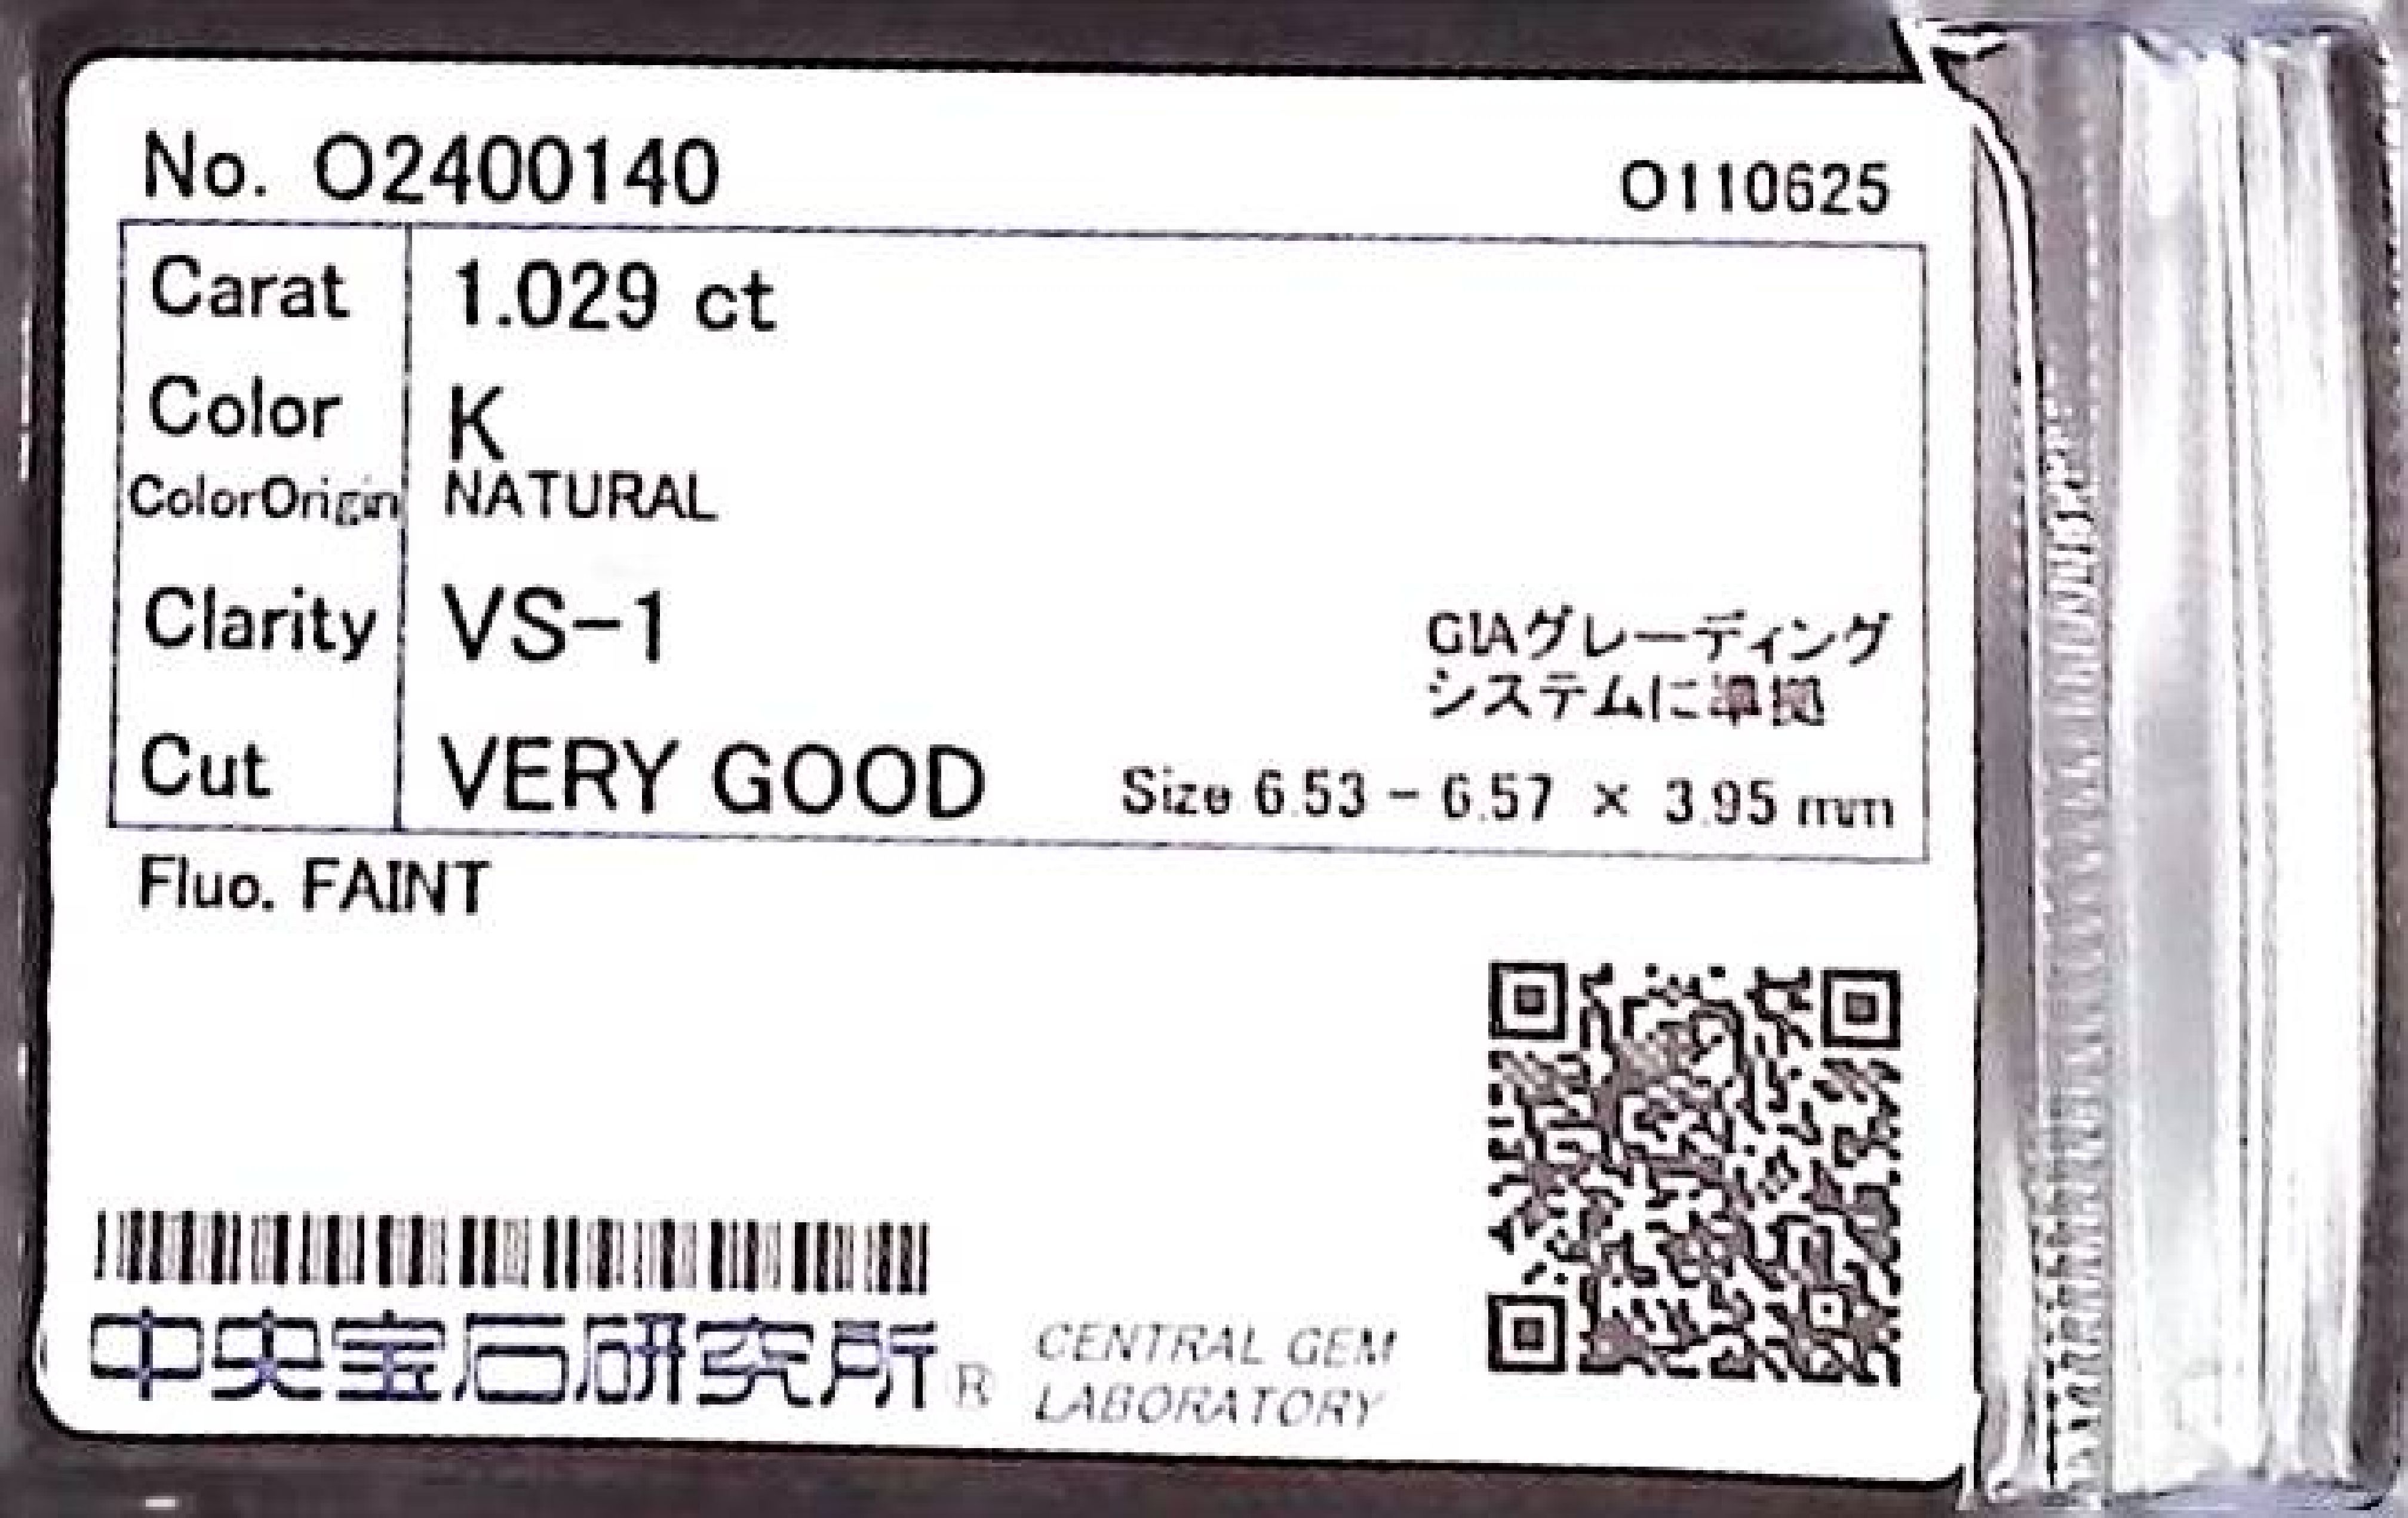 No. O2400140 O110625
Carat 1.029 ct
Color K
ColorOrigin NATURAL
Clarity VS-1
GIAグレーディング
システムに準拠
Cut VERY GOOD Size 6.53 - 6.57 × 3.95 mm
Fluo. FAINT
中央宝石研究所® CENTRAL GEM
LABORATORY